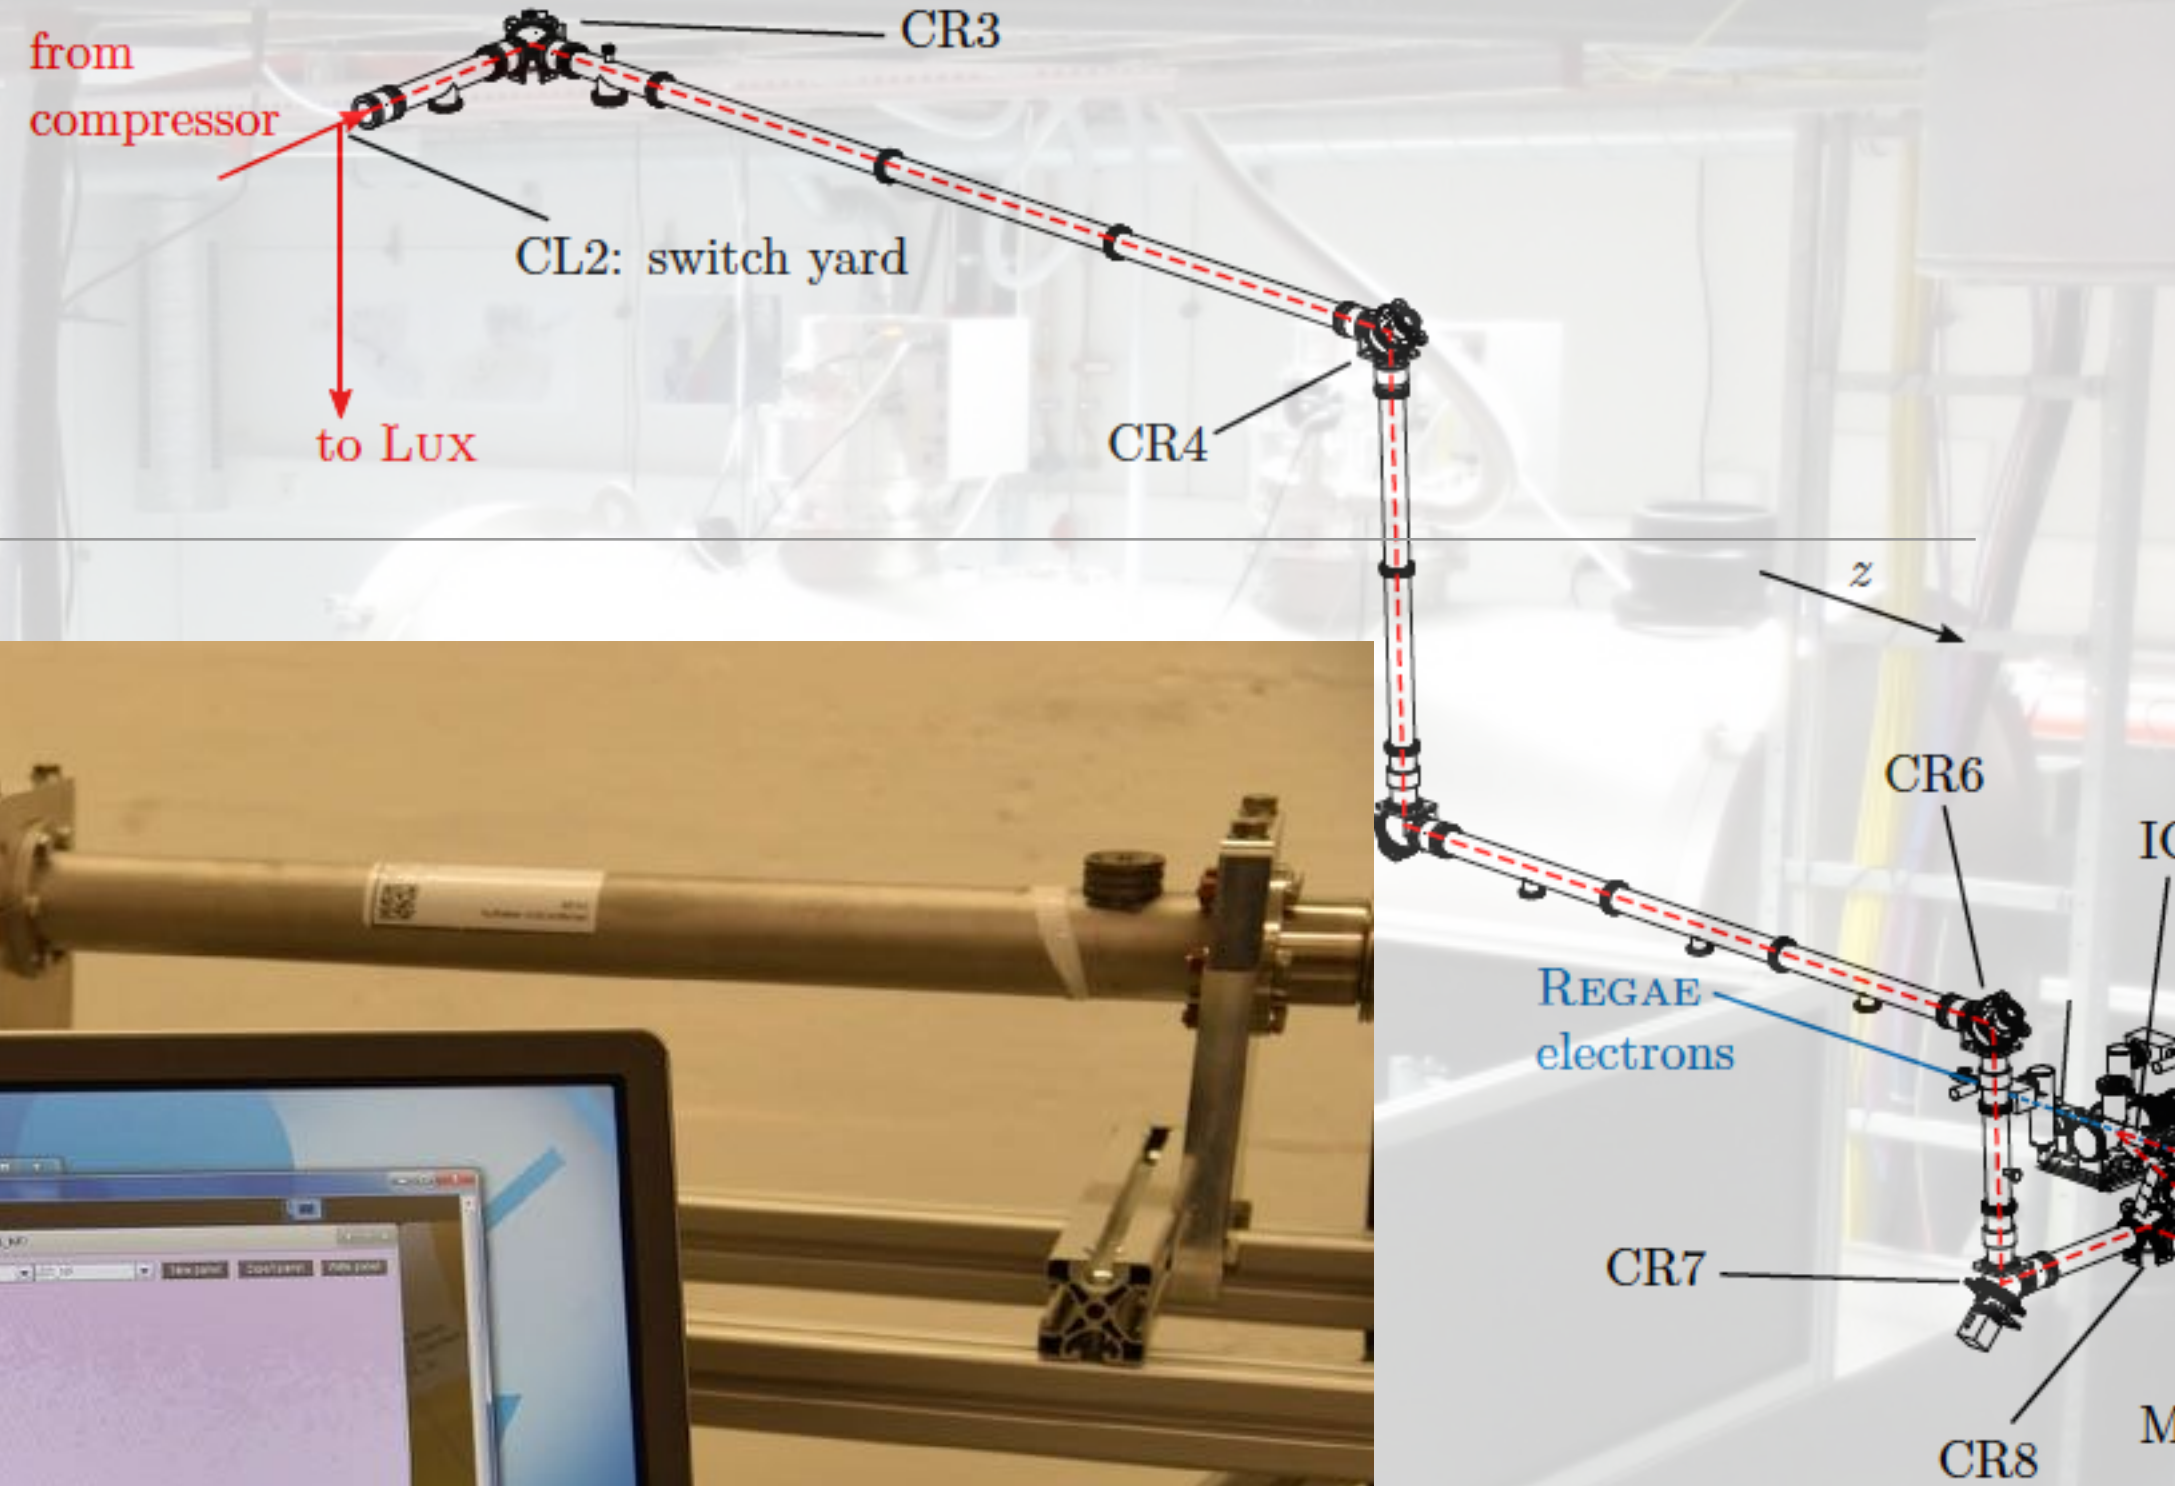 from
compressor
CR3
CL2: switch yard
to LUX
CR4
z
CR6
REGAE
electrons
CR7
CR8